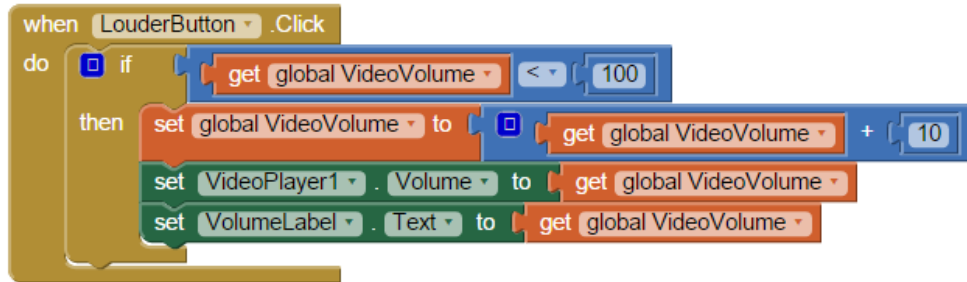 when LouderButton .Click
do if get global VideoVolume < 100
then set global VideoVolume to get global VideoVolume + 10
set VideoPlayer1 . Volume to get global VideoVolume
set VolumeLabel . Text to get global VideoVolume